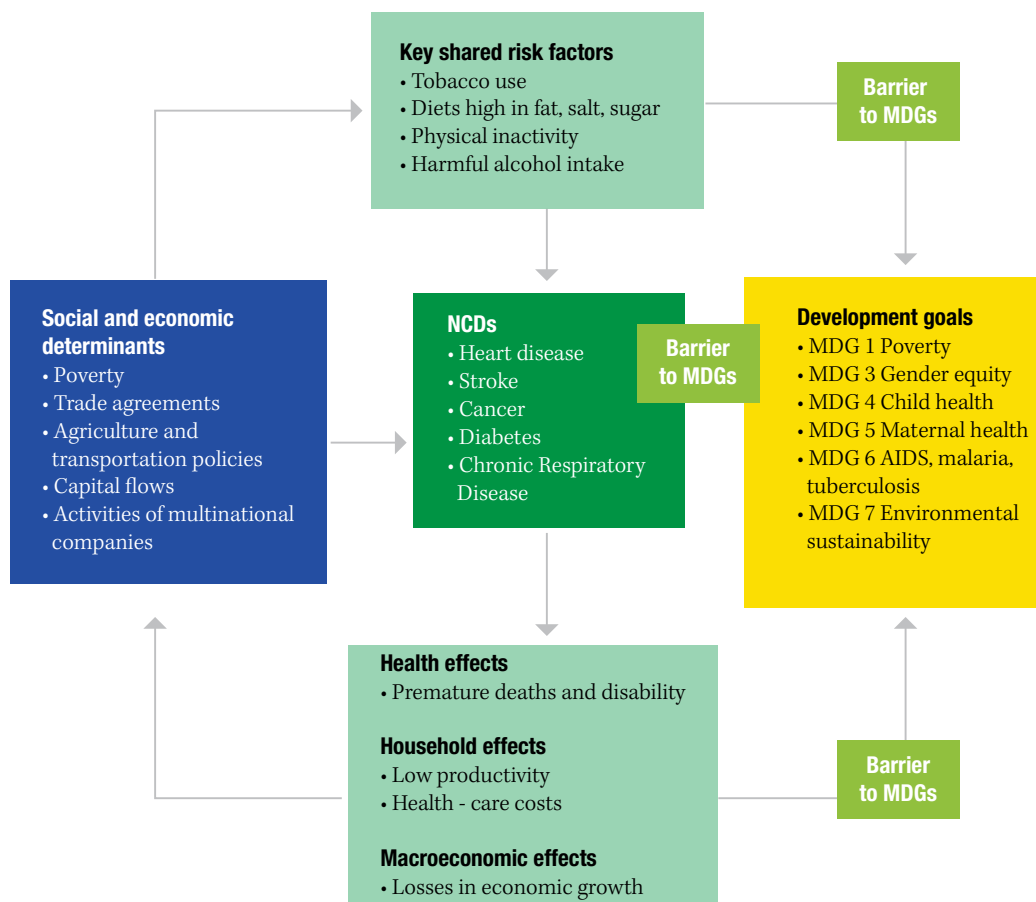 Key shared risk factors
• Tobacco use
• Diets high in fat, salt, sugar
• Physical inactivity
• Harmful alcohol intake
Barrier
to MDGs
Social and economic
determinants
• Poverty
• Trade agreements
• Agriculture and
transportation policies
• Capital flows
• Activities of multinational
companies
NCDs
• Heart disease
• Stroke
• Cancer
• Diabetes
• Chronic Respiratory
Disease
Barrier
to MDGs
Development goals
• MDG 1 Poverty
• MDG 3 Gender equity
• MDG 4 Child health
• MDG 5 Maternal health
• MDG 6 AIDS, malaria,
tuberculosis
• MDG 7 Environmental
sustainability
Health effects
• Premature deaths and disability
Household effects
• Low productivity
• Health - care costs
Macroeconomic effects
• Losses in economic growth
Barrier
to MDGs